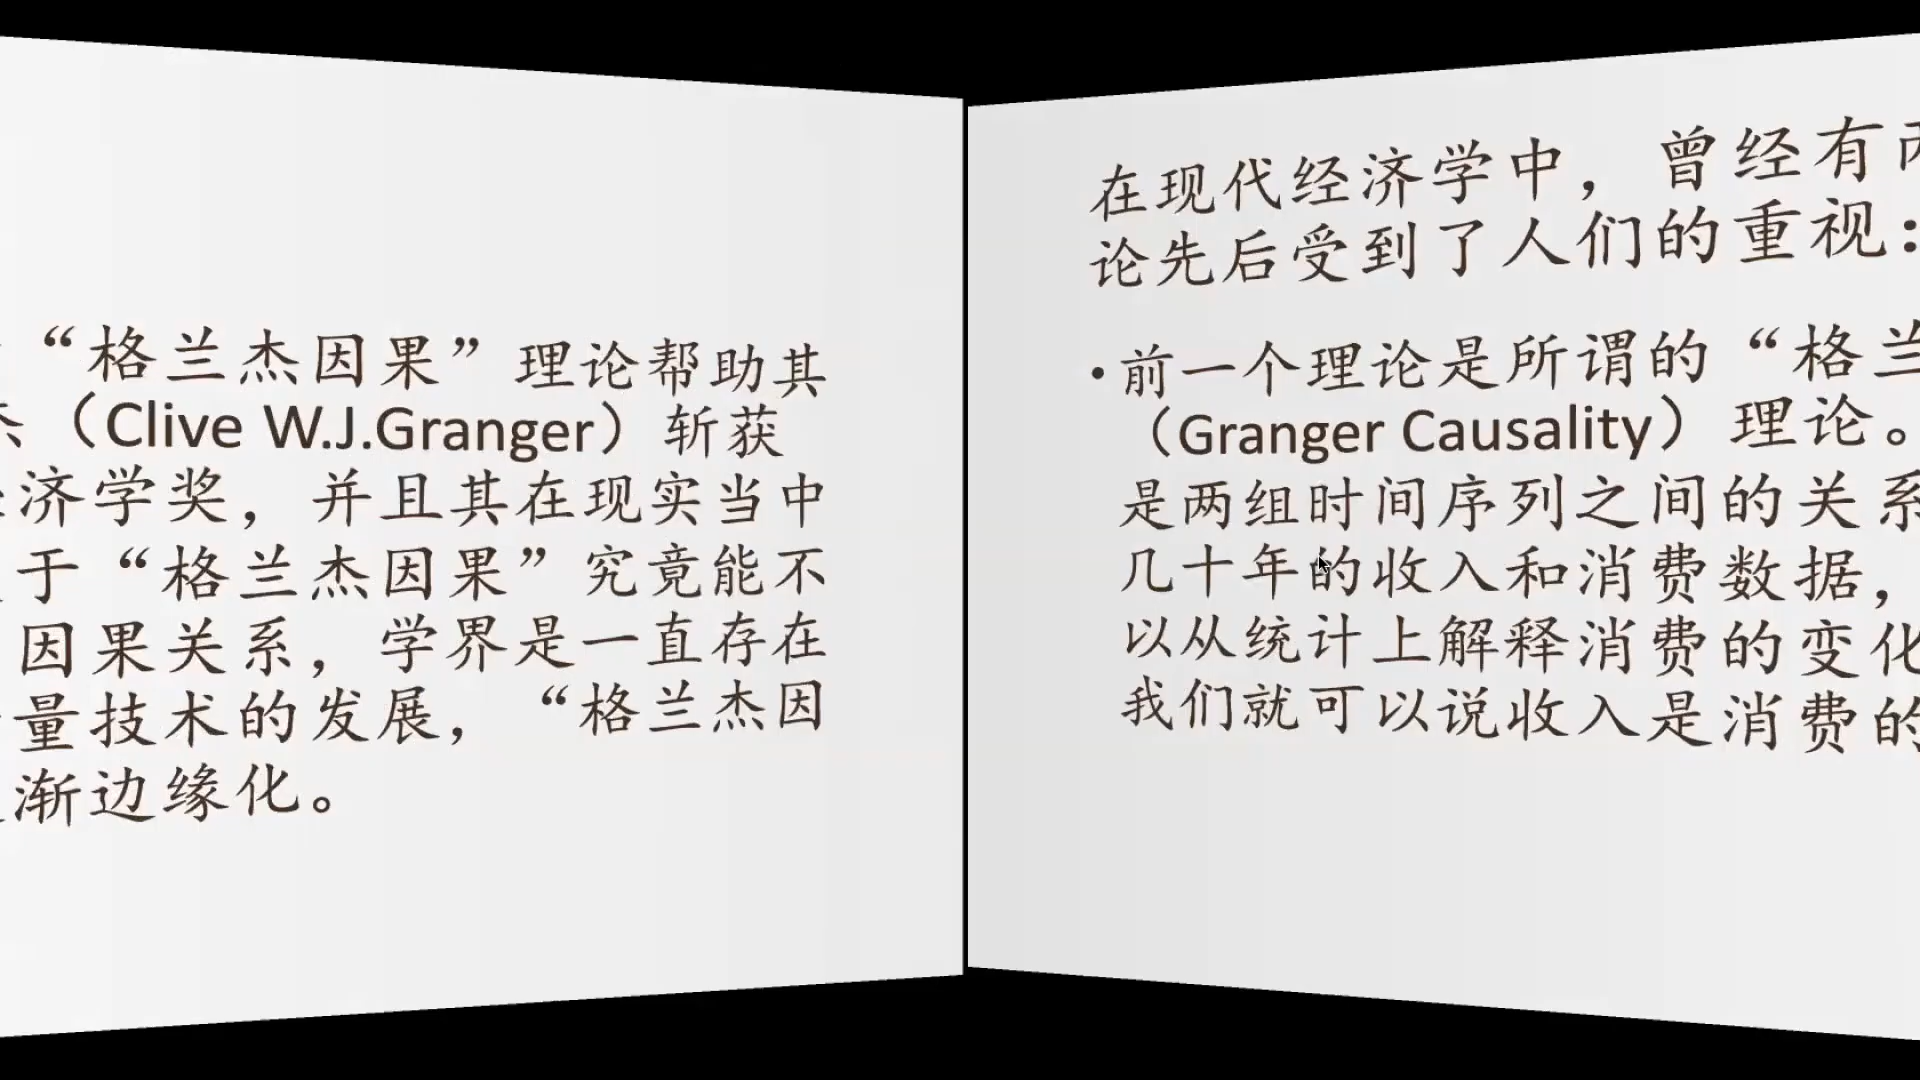 “格兰杰因果”理论帮助其
（Clive W.J.Granger）斩获
济学奖，并且其在现实当中
于“格兰杰因果”究竟能不
因果关系，学界是一直存在
量技术的发展，“格兰杰因
渐边缘化。
在现代经济学中，曾经有两
论先后受到了人们的重视：
•前一个理论是所谓的“格兰
（Granger Causality）理论。
是两组时间序列之间的关系
几十年的收入和消费数据，
以从统计上解释消费的变化
我们就可以说收入是消费的